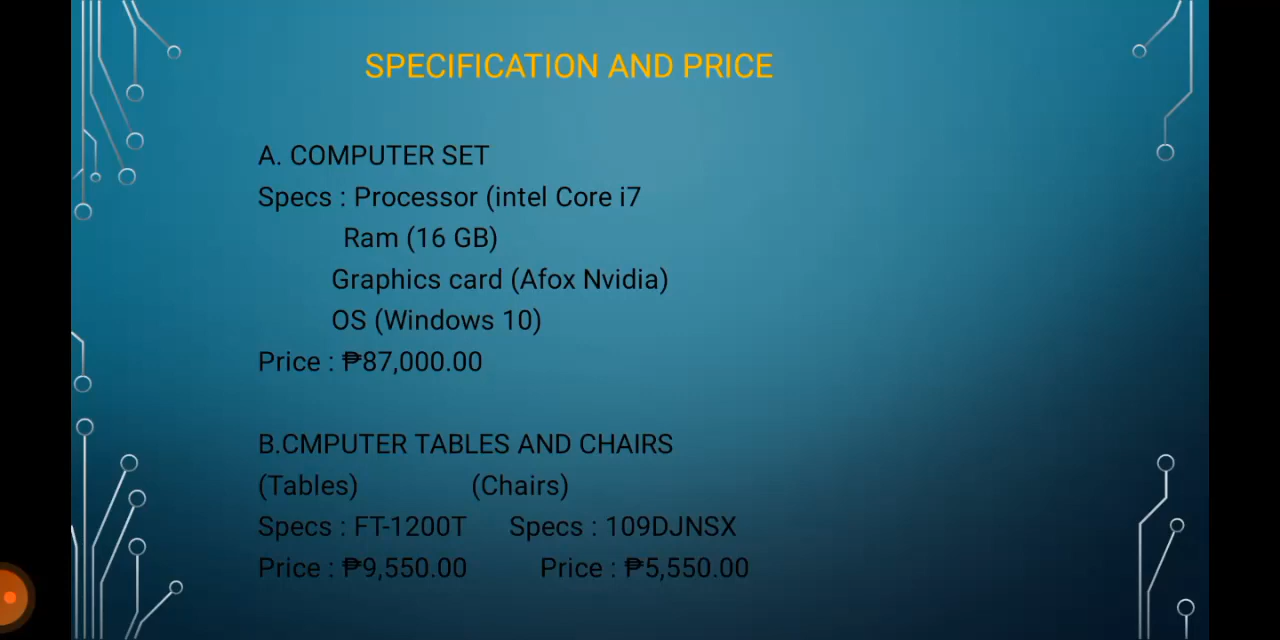 SPECIFICATION AND PRICE
A. COMPUTER SET
Specs : Processor (intel Core i7
Ram (16 GB)
Graphics card (Afox Nvidia)
OS (Windows 10)
Price : ₱87,000.00
B.CMPUTER TABLES AND CHAIRS
(Tables) (Chairs)
Specs : FT-1200T Specs : 109DJNSX
Price : ₱9,550.00 Price : ₱5,550.00